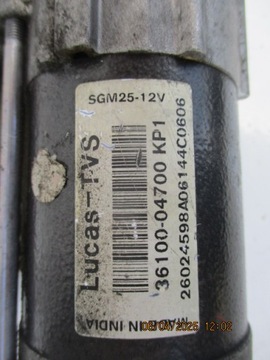 SGM25-12V
Lucas-TVS
36100-04700 KP1
26024598A06144C0606
MADE IN INDIA